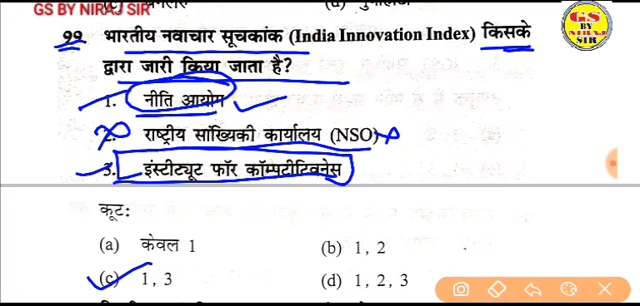 GS BY NIRAJ SIR
99 भारतीय नवाचार सूचकांक (India Innovation Index) किसके
द्वारा जारी किया जाता है?
1. नीति आयोग
2. राष्ट्रीय सांख्यिकी कार्यालय (NSO)
3. इंस्टीट्यूट फॉर कॉम्पटीटिवनेस
कूट:
(a) केवल 1 (b) 1, 2
(c) 1, 3 (d) 1, 2, 3
GS
BY
NIRAJ
SIR